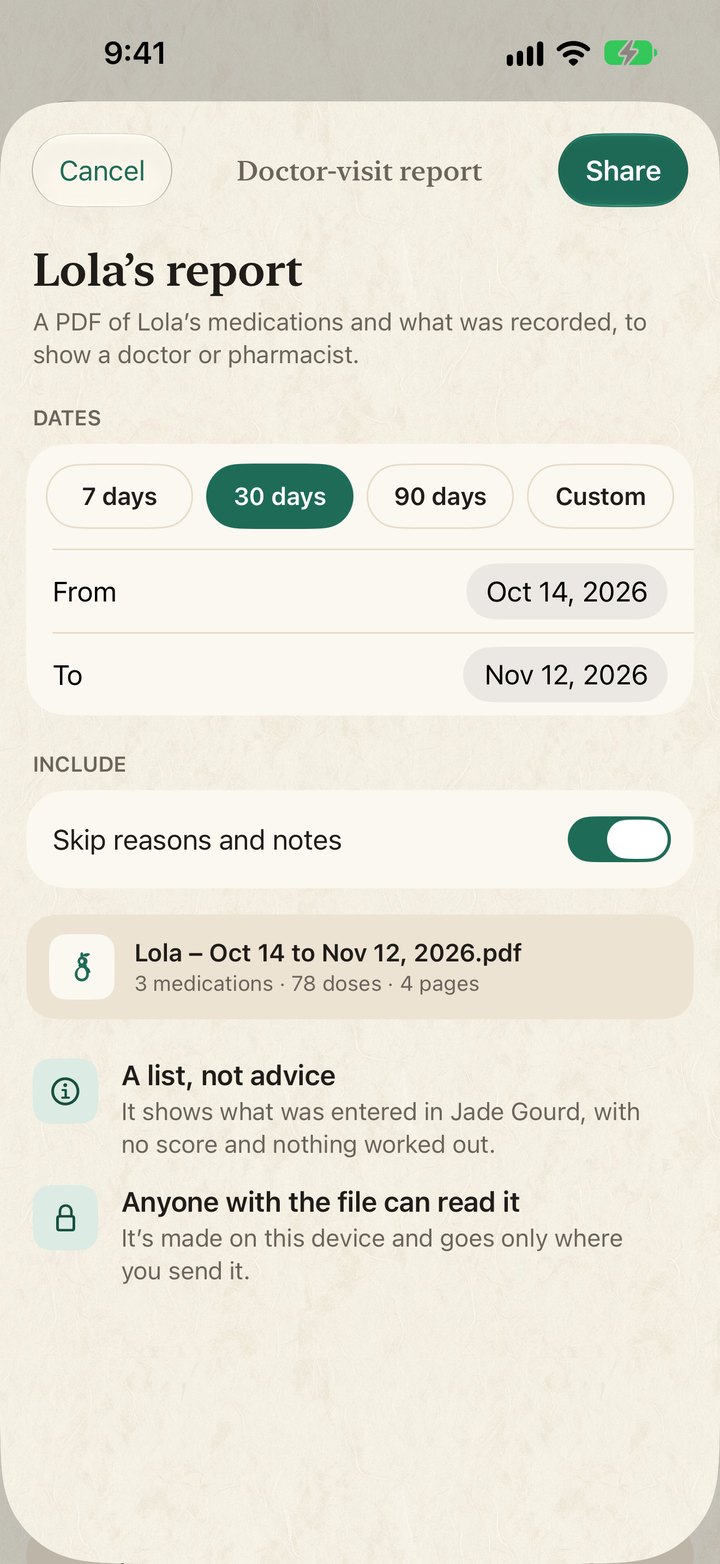 9:41
Cancel
Doctor-visit report
Share
Lola’s report
A PDF of Lola’s medications and what was recorded, to
show a doctor or pharmacist.
DATES
7 days
30 days
90 days
Custom
From
Oct 14, 2026
To
Nov 12, 2026
INCLUDE
Skip reasons and notes
Lola – Oct 14 to Nov 12, 2026.pdf
3 medications · 78 doses · 4 pages
A list, not advice
It shows what was entered in Jade Gourd, with
no score and nothing worked out.
Anyone with the file can read it
It’s made on this device and goes only where
you send it.